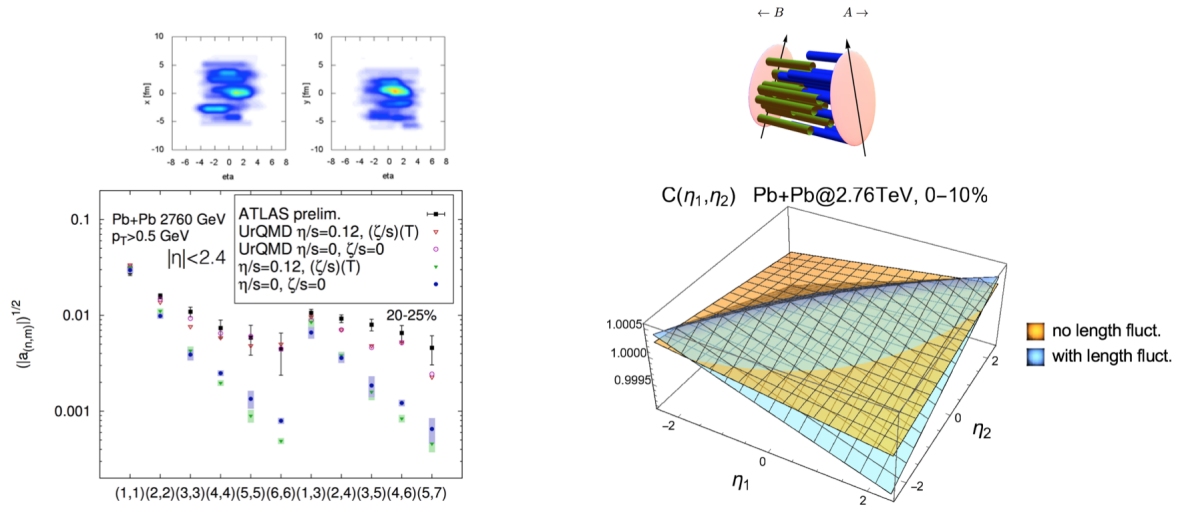 10
5
0
-5
-10
x [fm]
-8 -6 -4 -2 0 2 4 6 8
eta
10
5
0
-5
-10
y [fm]
-8 -6 -4 -2 0 2 4 6 8
eta
0.1
0.01
0.001
(|a_{(n,m)}|)^{1/2}
Pb+Pb 2760 GeV
p_T>0.5 GeV
|η|<2.4
ATLAS prelim.
UrQMD η/s=0.12, (ζ/s)(T)
UrQMD η/s=0, ζ/s=0
η/s=0.12, (ζ/s)(T)
η/s=0, ζ/s=0
20-25%
(1,1)(2,2)(3,3)(4,4)(5,5)(6,6)(1,3)(2,4)(3,5)(4,6)(5,7)
← B A →
C(η₁,η₂) Pb+Pb@2.76TeV, 0–10%
1.0005
1.0000
0.9995
-2
0
2
η₁
2
0
-2
η₂
no length fluct.
with length fluct.